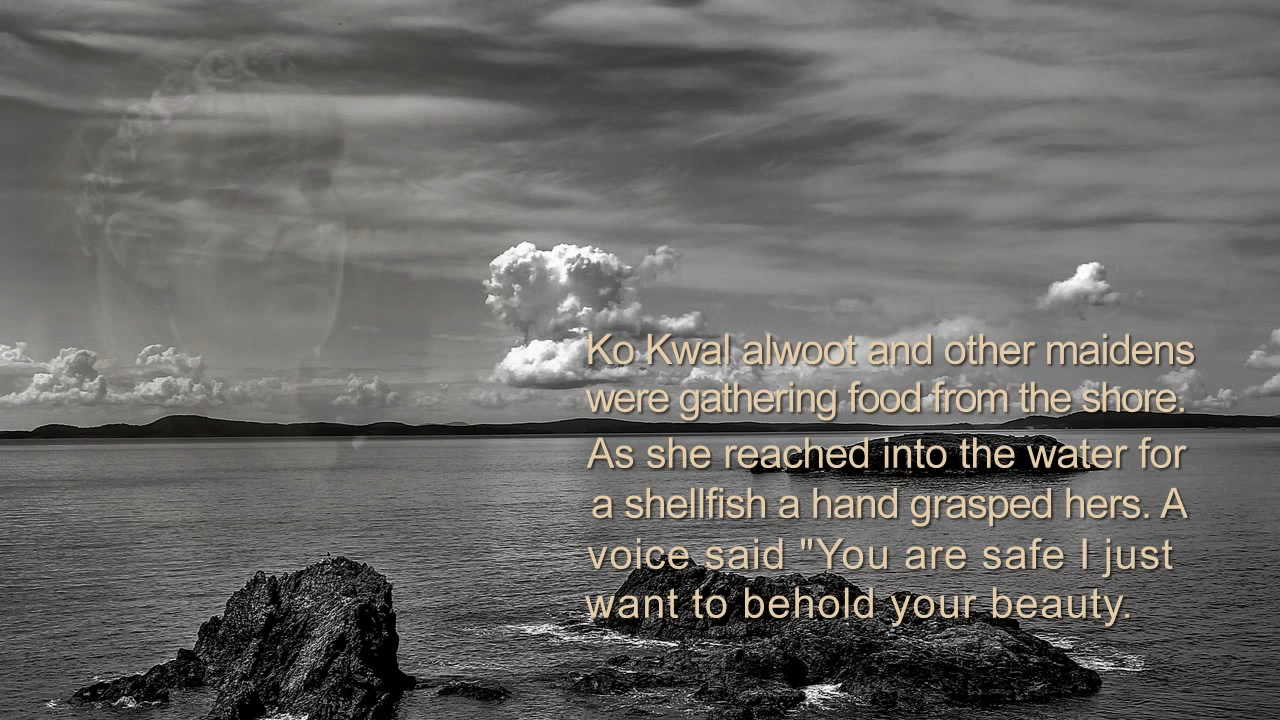 Ko Kwal alwoot and other maidens
were gathering food from the shore.
As she reached into the water for
a shellfish a hand grasped hers. A
voice said "You are safe I just
want to behold your beauty.